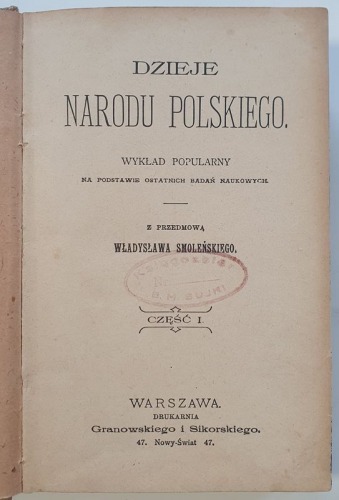 DZIEJE
NARODU POLSKIEGO.
WYKŁAD POPULARNY
NA PODSTAWIE OSTATNICH BADAŃ NAUKOWYCH.
Z PRZEDMOWĄ
WŁADYSŁAWA SMOLEŃSKIEGO.
CZĘŚĆ I.
WARSZAWA.
DRUKARNIA
Granowskiego i Sikorskiego.
47. Nowy-Świat 47.